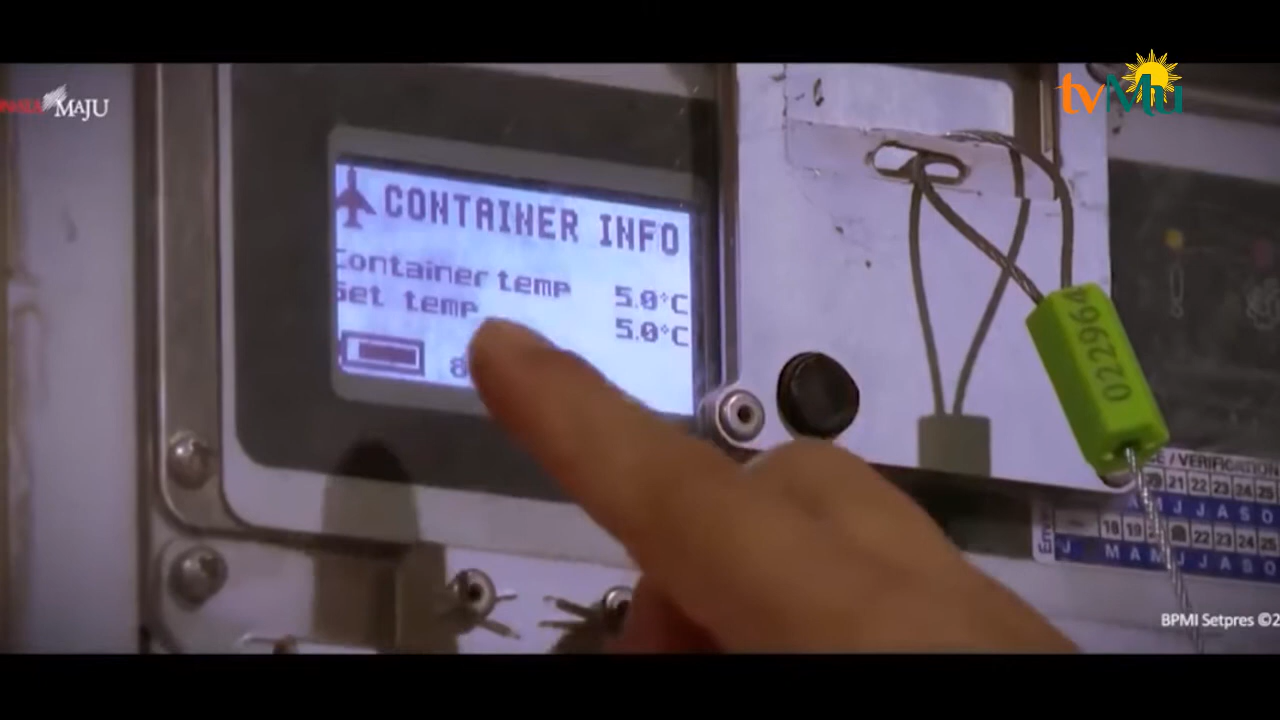 tvMu
MAJU
CONTAINER INFO
Container temp 5.0°C
Set temp 5.0°C
022964
/ VERIFICATION
21 22 23 24 25
J J A S O
18 19 22 23 24 25
J M A M J J A S O
BPMI Setpres ©2